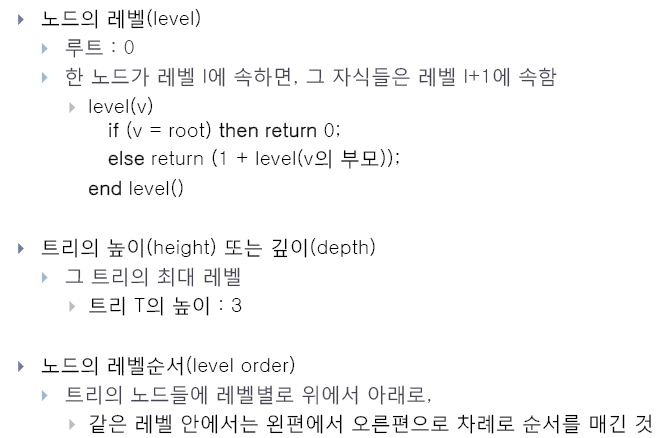 노드의 레벨(level)
루트 : 0
한 노드가 레벨 l에 속하면, 그 자식들은 레벨 l+1에 속함
level(v)
if (v = root) then return 0;
else return (1 + level(v의 부모));
end level()
트리의 높이(height) 또는 깊이(depth)
그 트리의 최대 레벨
트리 T의 높이 : 3
노드의 레벨순서(level order)
트리의 노드들에 레벨별로 위에서 아래로,
같은 레벨 안에서는 왼편에서 오른편으로 차례로 순서를 매긴 것